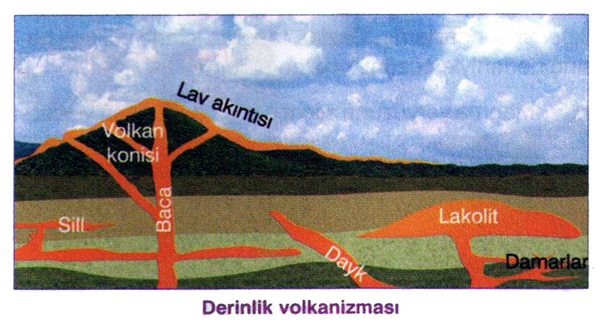 Lav akıntısı
Volkan
konisi
Baca
Sill
Dayk
Lakolit
Damarlar
Derinlik volkanizması